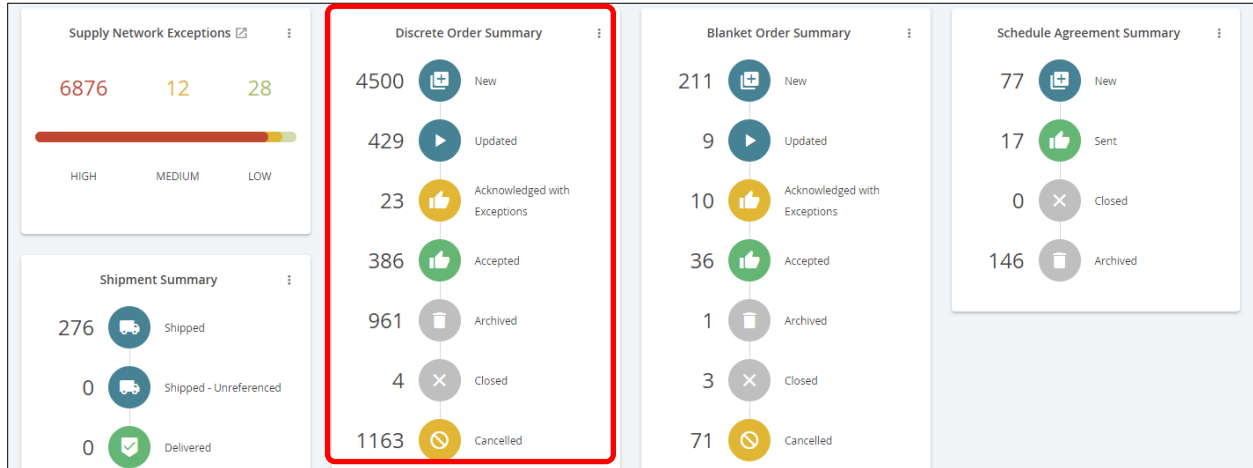 Supply Network Exceptions
6876 12 28
HIGH MEDIUM LOW
Shipment Summary
276 Shipped
0 Shipped - Unreferenced
0 Delivered
Discrete Order Summary
4500 New
429 Updated
23 Acknowledged with
Exceptions
386 Accepted
961 Archived
4 Closed
1163 Cancelled
Blanket Order Summary
211 New
9 Updated
10 Acknowledged with
Exceptions
36 Accepted
1 Archived
3 Closed
71 Cancelled
Schedule Agreement Summary
77 New
17 Sent
0 Closed
146 Archived